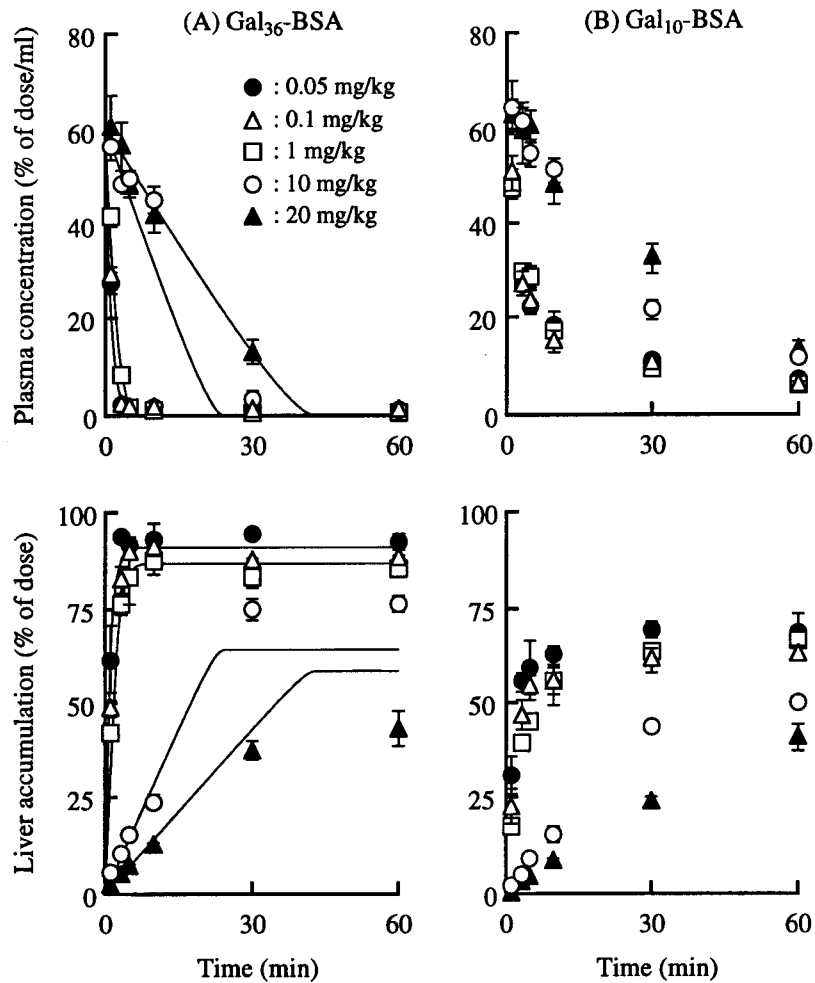 (A) Gal36-BSA
(B) Gal10-BSA
Plasma concentration (% of dose/ml)
80
60
40
20
0
0
30
60
● : 0.05 mg/kg
△ : 0.1 mg/kg
□ : 1 mg/kg
○ : 10 mg/kg
▲ : 20 mg/kg
80
60
40
20
0
0
30
60
Liver accumulation (% of dose)
100
75
50
25
0
0
30
60
Time (min)
100
75
50
25
0
0
30
60
Time (min)